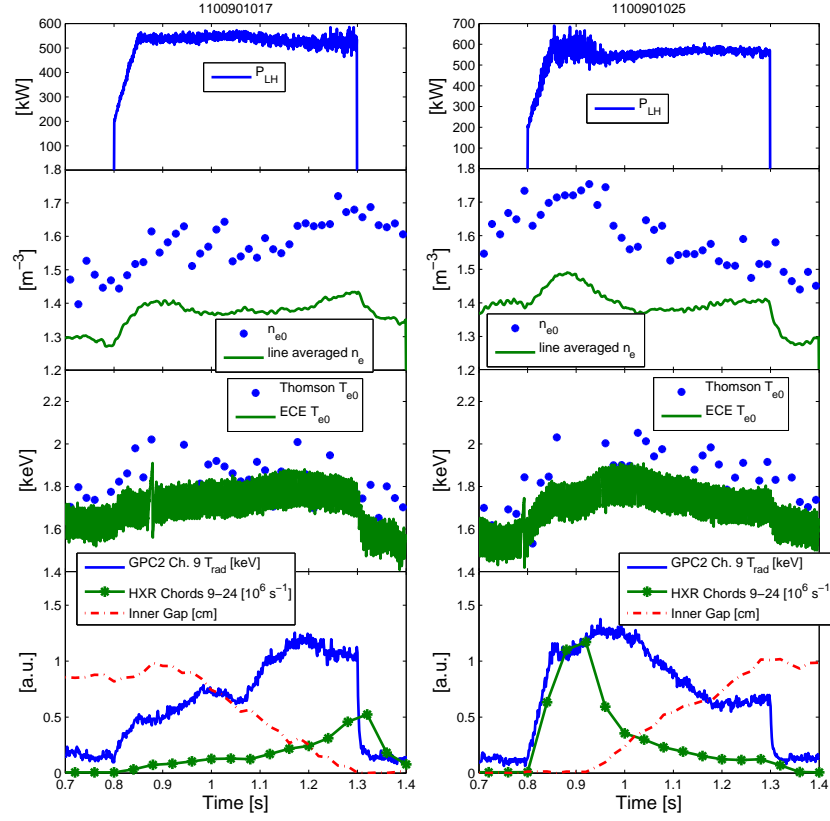 1100901017
600
500
400
300
200
100
1.8
[kW]
P_LH
1.7
1.6
1.5
1.4
1.3
1.2
[m^−3]
n_e0
line averaged n_e
2.2
2
1.8
1.6
[keV]
Thomson T_e0
ECE T_e0
GPC2 Ch. 9 T_rad [keV]
HXR Chords 9−24 [10^6 s^−1]
Inner Gap [cm]
1.5
1
0.5
0
[a.u.]
0.7 0.8 0.9 1 1.1 1.2 1.3 1.4
Time [s]
1100901025
700
600
500
400
300
200
100
1.8
[kW]
P_LH
1.7
1.6
1.5
1.4
1.3
1.2
[m^−3]
n_e0
line averaged n_e
2.2
2
1.8
1.6
[keV]
Thomson T_e0
ECE T_e0
GPC2 Ch. 9 T_rad [keV]
HXR Chords 9−24 [10^6 s^−1]
Inner Gap [cm]
1.5
1
0.5
0
[a.u.]
0.7 0.8 0.9 1 1.1 1.2 1.3 1.4
Time [s]